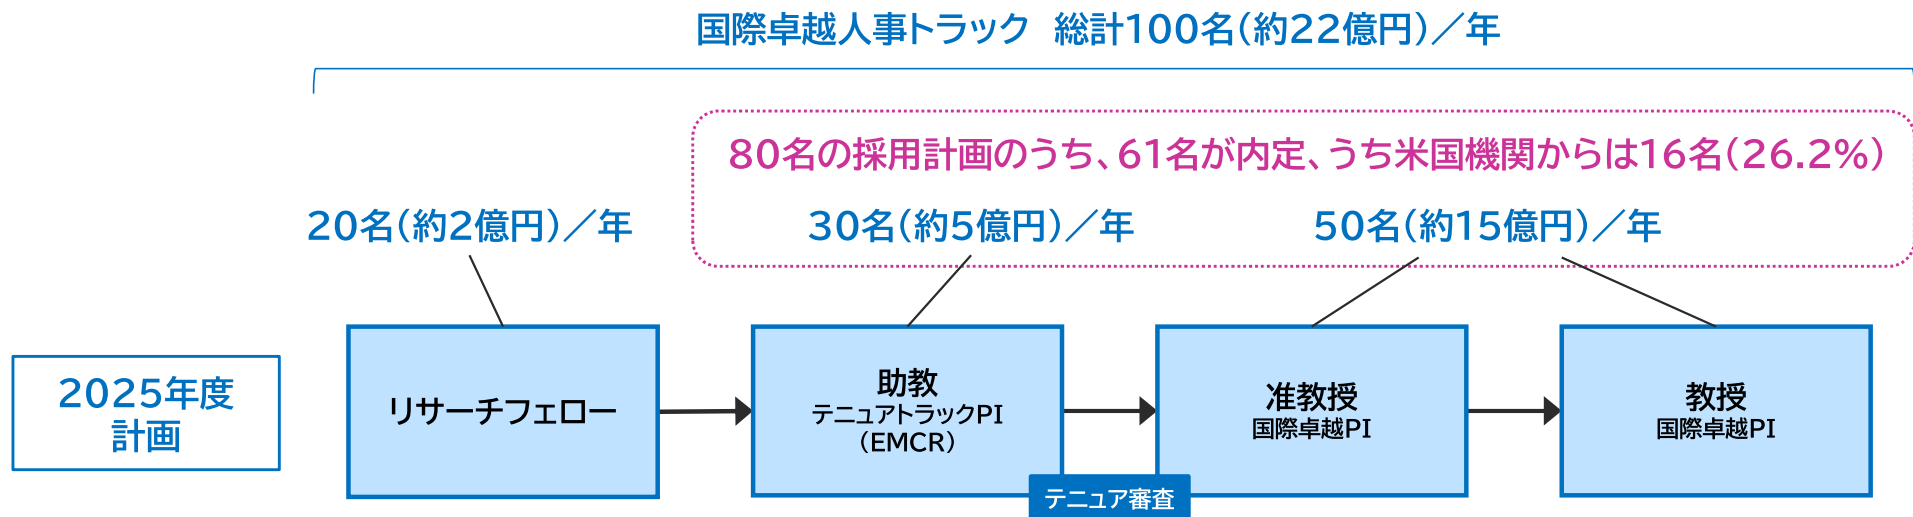 国際卓越人事トラック　総計100名(約22億円)／年
80名の採用計画のうち、61名が内定、うち米国機関からは16名(26.2%)
20名(約2億円)／年
30名(約5億円)／年
50名(約15億円)／年
2025年度
計画
リサーチフェロー
助教
テニュアトラックPI
(EMCR)
准教授
国際卓越PI
教授
国際卓越PI
テニュア審査